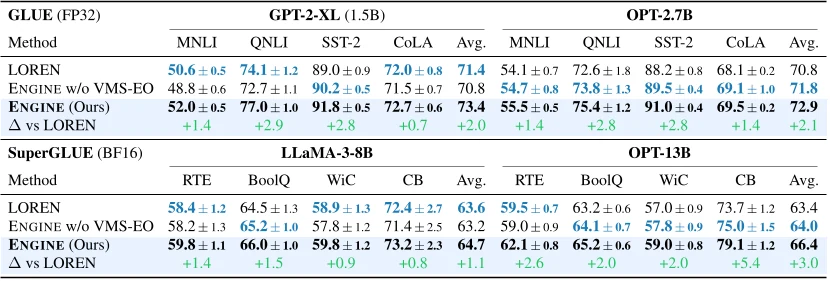 GLUE (FP32) GPT-2-XL (1.5B) OPT-2.7B
Method MNLI QNLI SST-2 CoLA Avg. MNLI QNLI SST-2 CoLA Avg.
LOREN 50.6 ± 0.5 74.1 ± 1.2 89.0 ± 0.9 72.0 ± 0.8 71.4 54.1 ± 0.7 72.6 ± 1.8 88.2 ± 0.8 68.1 ± 0.2 70.8
ENGINE w/o VMS-EO 48.8 ± 0.6 72.7 ± 1.1 90.2 ± 0.5 71.5 ± 0.7 70.8 54.7 ± 0.8 73.8 ± 1.3 89.5 ± 0.4 69.1 ± 1.0 71.8
ENGINE (Ours) 52.0 ± 0.5 77.0 ± 1.0 91.8 ± 0.5 72.7 ± 0.6 73.4 55.5 ± 0.5 75.4 ± 1.2 91.0 ± 0.4 69.5 ± 0.2 72.9
Δ vs LOREN +1.4 +2.9 +2.8 +0.7 +2.0 +1.4 +2.8 +2.8 +1.4 +2.1
SuperGLUE (BF16) LLaMA-3-8B OPT-13B
Method RTE BoolQ WiC CB Avg. RTE BoolQ WiC CB Avg.
LOREN 58.4 ± 1.2 64.5 ± 1.3 58.9 ± 1.3 72.4 ± 2.7 63.6 59.5 ± 0.7 63.2 ± 0.6 57.0 ± 0.9 73.7 ± 1.2 63.4
ENGINE w/o VMS-EO 58.2 ± 1.3 65.2 ± 1.0 57.8 ± 1.2 71.4 ± 2.5 63.2 59.0 ± 0.9 64.1 ± 0.7 57.8 ± 0.9 75.0 ± 1.5 64.0
ENGINE (Ours) 59.8 ± 1.1 66.0 ± 1.0 59.8 ± 1.2 73.2 ± 2.3 64.7 62.1 ± 0.8 65.2 ± 0.6 59.0 ± 0.8 79.1 ± 1.2 66.4
Δ vs LOREN +1.4 +1.5 +0.9 +0.8 +1.1 +2.6 +2.0 +2.0 +5.4 +3.0